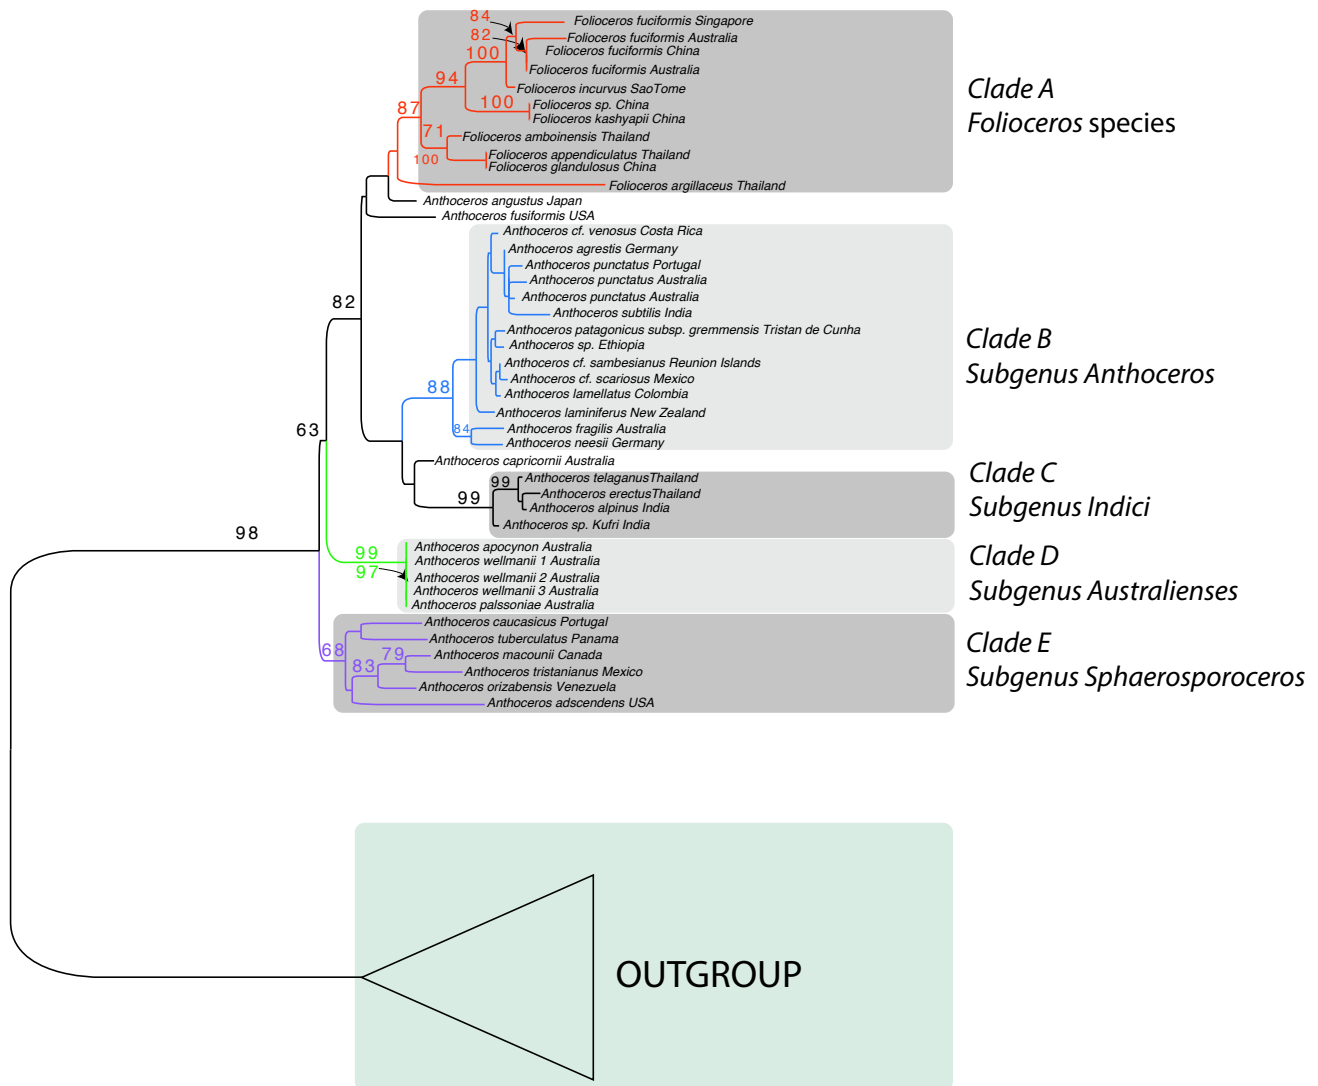 84
Folioceros fuciformis Singapore
82
Folioceros fuciformis Australia
Folioceros fuciformis China
100
Folioceros fuciformis Australia
94
Folioceros incurvus SaoTome
100
Folioceros sp. China
87
Folioceros kashyapii China
71
Folioceros amboinensis Thailand
100
Folioceros appendiculatus Thailand
Folioceros glandulosus China
Folioceros argillaceus Thailand
Clade A
Folioceros species
Anthoceros angustus Japan
Anthoceros fusiformis USA
Anthoceros cf. venosus Costa Rica
Anthoceros agrestis Germany
Anthoceros punctatus Portugal
Anthoceros punctatus Australia
Anthoceros punctatus Australia
82
Anthoceros subtilis India
Anthoceros patagonicus subsp. gremmensis Tristan de Cunha
Anthoceros sp. Ethiopia
Anthoceros cf. sambesianus Reunion Islands
Anthoceros cf. scariosus Mexico
88
Anthoceros lamellatus Colombia
Anthoceros laminiferus New Zealand
63
84
Anthoceros fragilis Australia
Anthoceros neesii Germany
Clade B
Subgenus Anthoceros
Anthoceros capricornii Australia
99
Anthoceros telaganusThailand
99
Anthoceros erectusThailand
Anthoceros alpinus India
Anthoceros sp. Kufri India
Clade C
Subgenus Indici
98
99
Anthoceros apocynon Australia
Anthoceros wellmanii 1 Australia
97
Anthoceros wellmanii 2 Australia
Anthoceros wellmanii 3 Australia
Anthoceros palssoniae Australia
Clade D
Subgenus Australienses
Anthoceros caucasicus Portugal
Anthoceros tuberculatus Panama
68
79
Anthoceros macounii Canada
83
Anthoceros tristanianus Mexico
Anthoceros orizabensis Venezuela
Anthoceros adscendens USA
Clade E
Subgenus Sphaerosporoceros
OUTGROUP